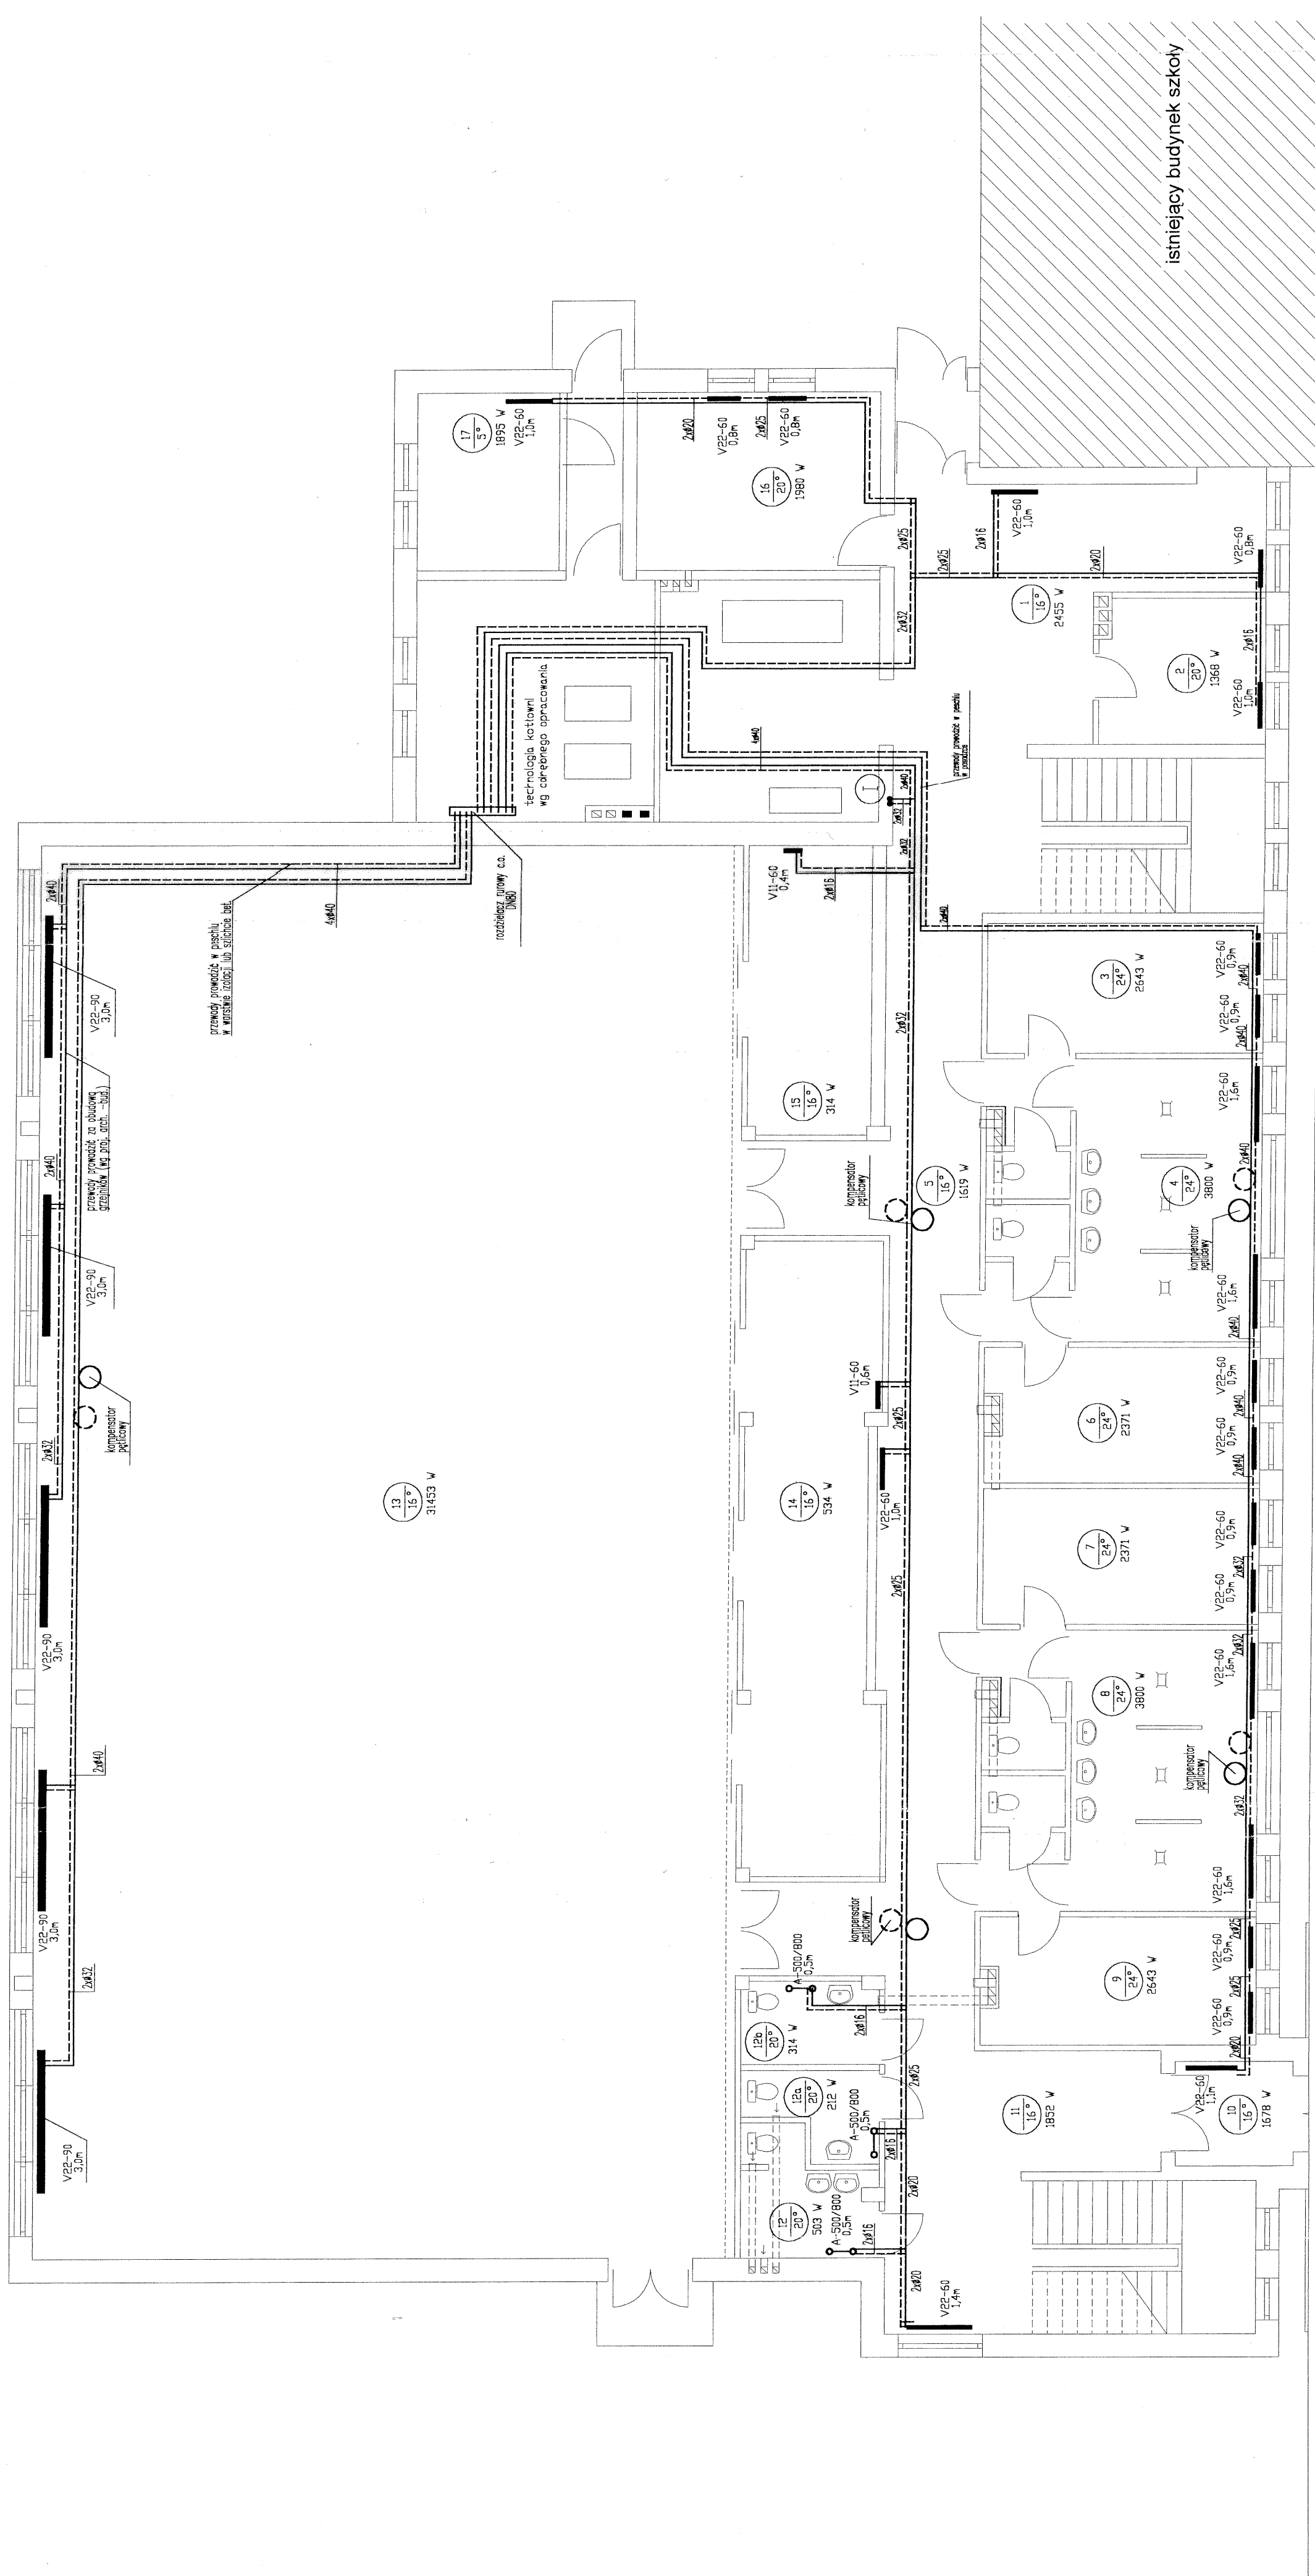 istniejący budynek szkoły
17
5°
1895 W
V22-60
1,0m
2xø20
V22-60
0,8m
2xø25
V22-60
0,8m
16
20°
1980 W
2xø25
2xø25
2xø16
V22-60
1,0m
2xø20
V22-60
0,8m
2xø32
1
16°
2455 W
2
20°
1368 W
2xø16
V22-60
1,0m
technologia kotłowni
wg odrębnego opracowania
4xø40
I
przewody prowadzić w peschlu
w posadzce
2xø40
2xø32
2xø32
2xø40
rozdzielacz rurowy c.o.
DN80
V11-60
0,4m
2xø16
2xø40
4xø40
przewody prowadzić w peschlu
w warstwie izolacji lub szlichcie bet.
V22-90
3,0m
2xø40
przewody prowadzić za obudową
grzejników (wg proj. arch. -bud.)
V22-90
3,0m
kompensator
pętlicowy
2xø32
V22-90
3,0m
2xø40
V22-90
3,0m
2xø32
V22-90
3,0m
13
16°
31453 W
15
16°
314 W
2xø32
3
24°
2643 W
V22-60
0,9m
2xø40
V22-60
0,9m
2xø40
V22-60
1,6m
kompensator
pętlicowy
5
16°
1619 W
4
24°
3800 W
2xø40
kompensator
pętlicowy
V22-60
1,6m
2xø40
V11-60
0,6m
2xø25
14
16°
534 W
V22-60
1,0m
2xø25
6
24°
2371 W
V22-60
0,9m
2xø40
V22-60
0,9m
2xø40
7
24°
2371 W
V22-60
0,9m
2xø32
V22-60
0,9m
2xø32
V22-60
1,6m
8
24°
3800 W
kompensator
pętlicowy
2xø32
V22-60
1,6m
kompensator
pętlicowy
A-500/800
0,5m
2xø16
12b
20°
314 W
2xø25
9
24°
2643 W
2xø25
V22-60
0,9m
2xø25
V22-60
0,9m
2xø20
12a
20°
212 W
A-500/800
0,5m
2xø16
2xø20
11
16°
1852 W
V22-60
1,1m
10
16°
1678 W
12
20°
503 W
A-500/800
0,5m
2xø16
2xø20
V22-60
1,4m